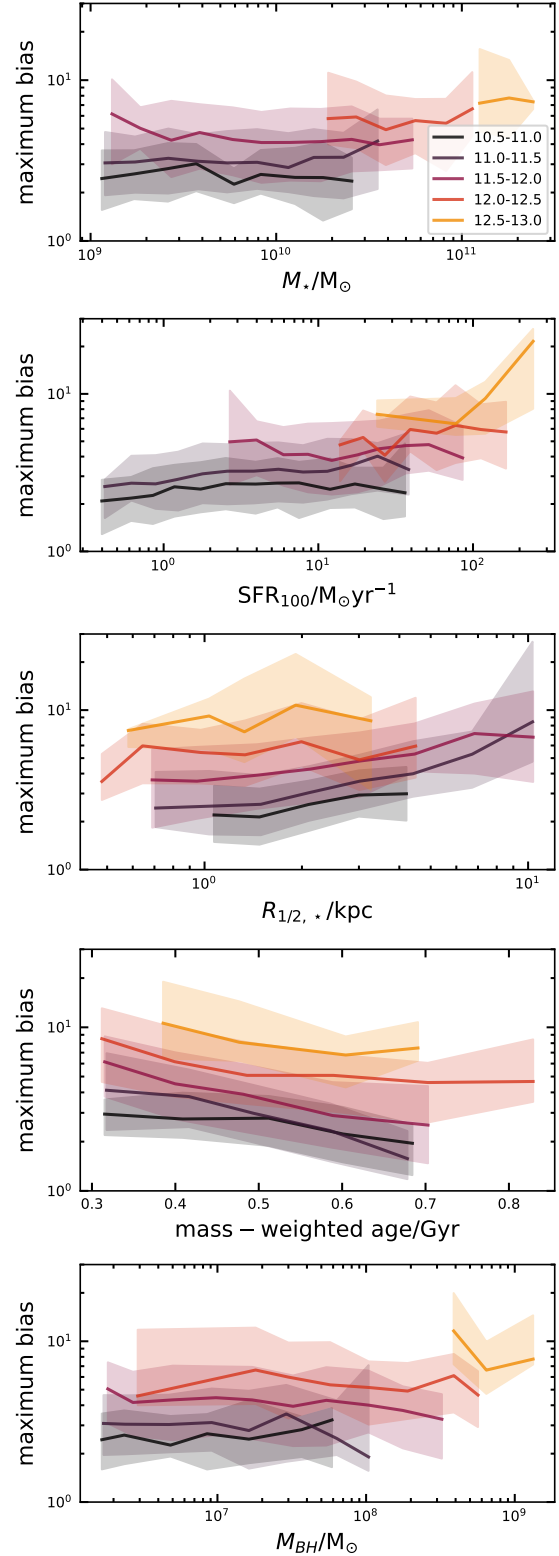 maximum bias
10¹
10⁰
10.5-11.0
11.0-11.5
11.5-12.0
12.0-12.5
12.5-13.0
10⁹
10¹⁰
10¹¹
M⋆/M⊙
maximum bias
10¹
10⁰
10⁰
10¹
10²
SFR₁₀₀/M⊙yr⁻¹
maximum bias
10¹
10⁰
10⁰
10¹
R₁/₂, ⋆/kpc
maximum bias
10¹
10⁰
0.3 0.4 0.5 0.6 0.7 0.8
mass − weighted age/Gyr
maximum bias
10¹
10⁰
10⁷
10⁸
10⁹
M_BH/M⊙